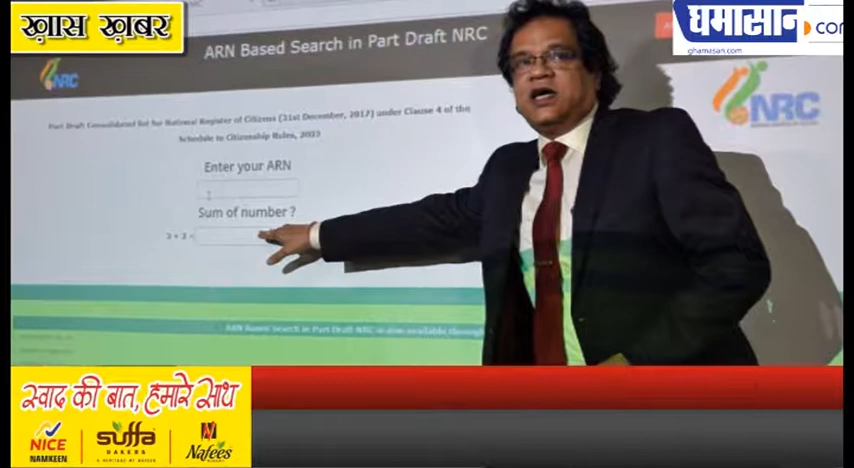 ख़ास ख़बर
घमासान.com
ghamasan.com
ARN Based Search in Part Draft NRC
NRC
NRC
Part Draft Consolidated list for National Register of Citizens (31st December, 2017) under Clause 4 of the
Schedule to Citizenship Rules, 2003
Enter your ARN
Sum of number ?
ARN Based Search in Part Draft NRC is also available through
स्वाद की बात, हमारे साथ
NICE
NAMKEEN
suffa
BAKERS
A HERITAGE OF BAKERS
Nafees